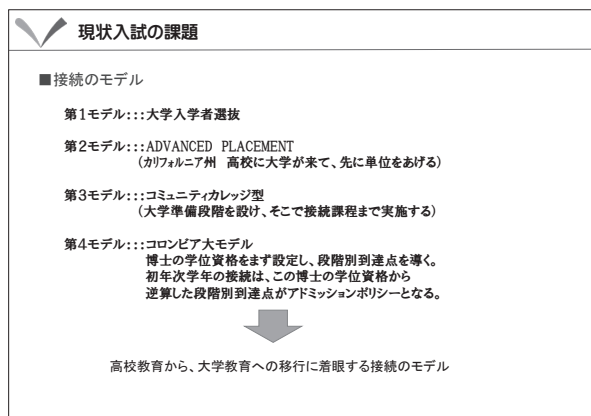 現状入試の課題
■接続のモデル
第1モデル:::大学入学者選抜
第2モデル:::ADVANCED PLACEMENT
(カリフォルニア州 高校に大学が来て、先に単位をあげる)
第3モデル:::コミュニティカレッジ型
(大学準備段階を設け、そこで接続課程まで実施する)
第4モデル:::コロンビア大モデル
博士の学位資格をまず設定し、段階別到達点を導く。
初年次学年の接続は、この博士の学位資格から
逆算した段階別到達点がアドミッションポリシーとなる。
高校教育から、大学教育への移行に着眼する接続のモデル